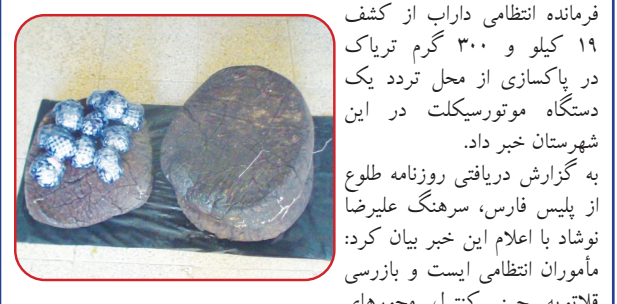 فرمانده انتظامی داراب از کشف
۱۹ کیلو و ۳۰۰ گرم تریاک
در پاکسازی از محل تردد یک
دستگاه موتورسیکلت در این
شهرستان خبر داد.
به گزارش دریافتی روزنامه طلوع
از پلیس فارس، سرهنگ علیرضا
نوشاد با اعلام این خبر بیان کرد:
مأموران انتظامی ایست و بازرسی